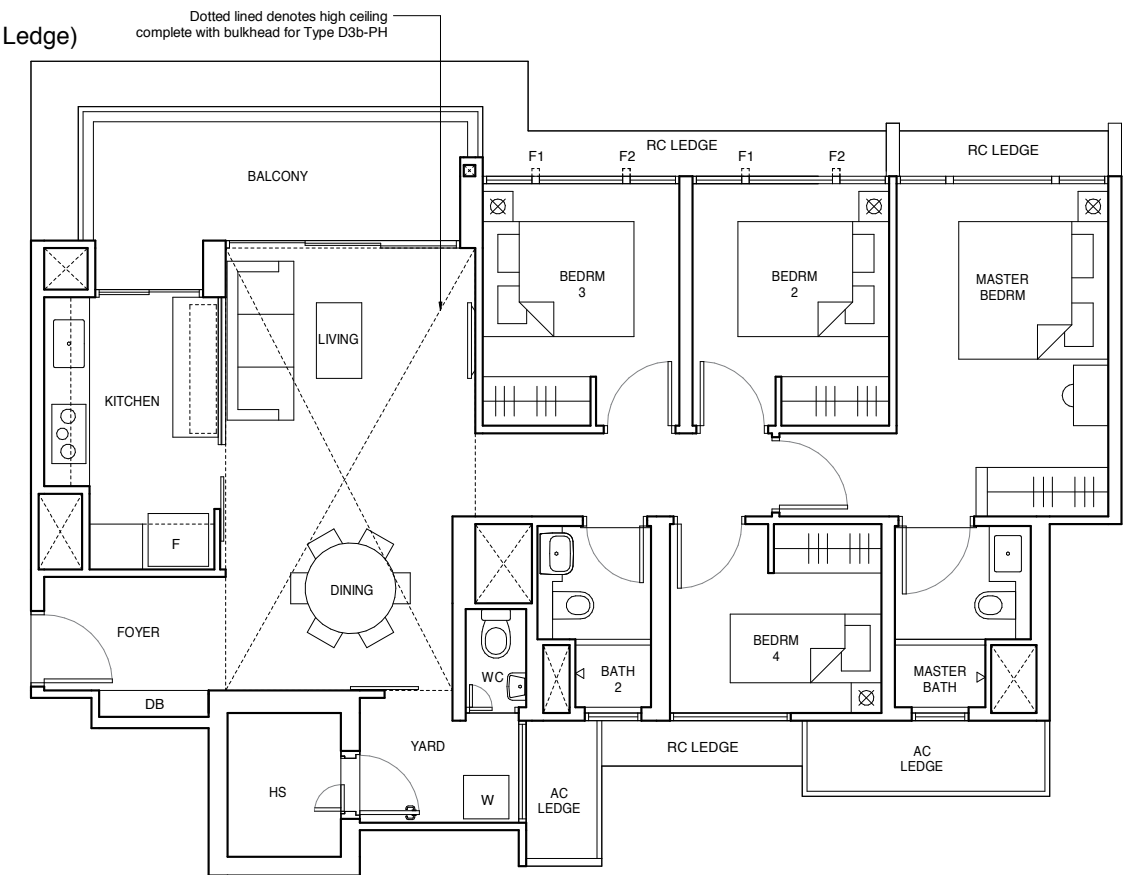 Dotted lined denotes high ceiling
complete with bulkhead for Type D3b-PH
Ledge)
RC LEDGE
RC LEDGE
F1
F2
F1
F2
BALCONY
BEDRM
3
BEDRM
2
MASTER
BEDRM
LIVING
KITCHEN
F
DINING
FOYER
BEDRM
4
WC
BATH
2
MASTER
BATH
DB
YARD
RC LEDGE
AC
LEDGE
HS
W
AC
LEDGE